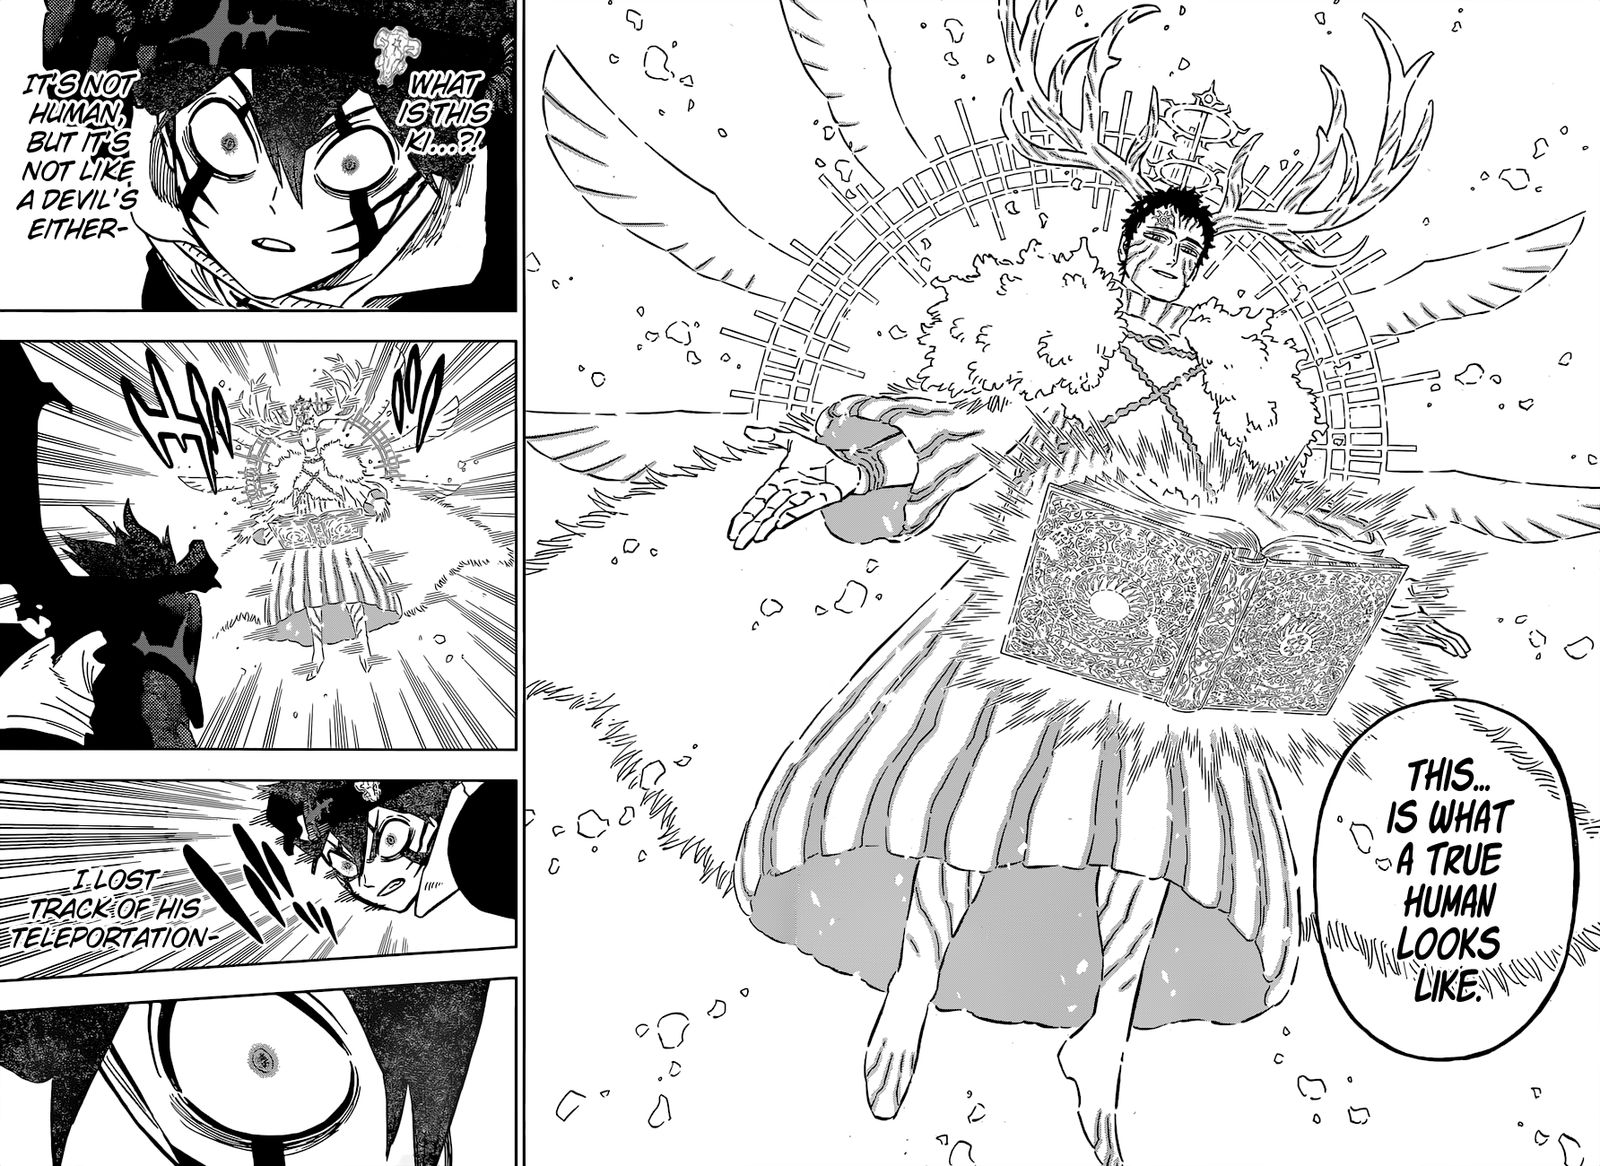 THIS...
IS WHAT
A TRUE
HUMAN
LOOKS
LIKE.
WHAT
IS THIS
KI...?!
IT'S NOT
HUMAN,
BUT IT'S
NOT LIKE
A DEVIL'S
EITHER-
I LOST
TRACK OF HIS
TELEPORTATION-